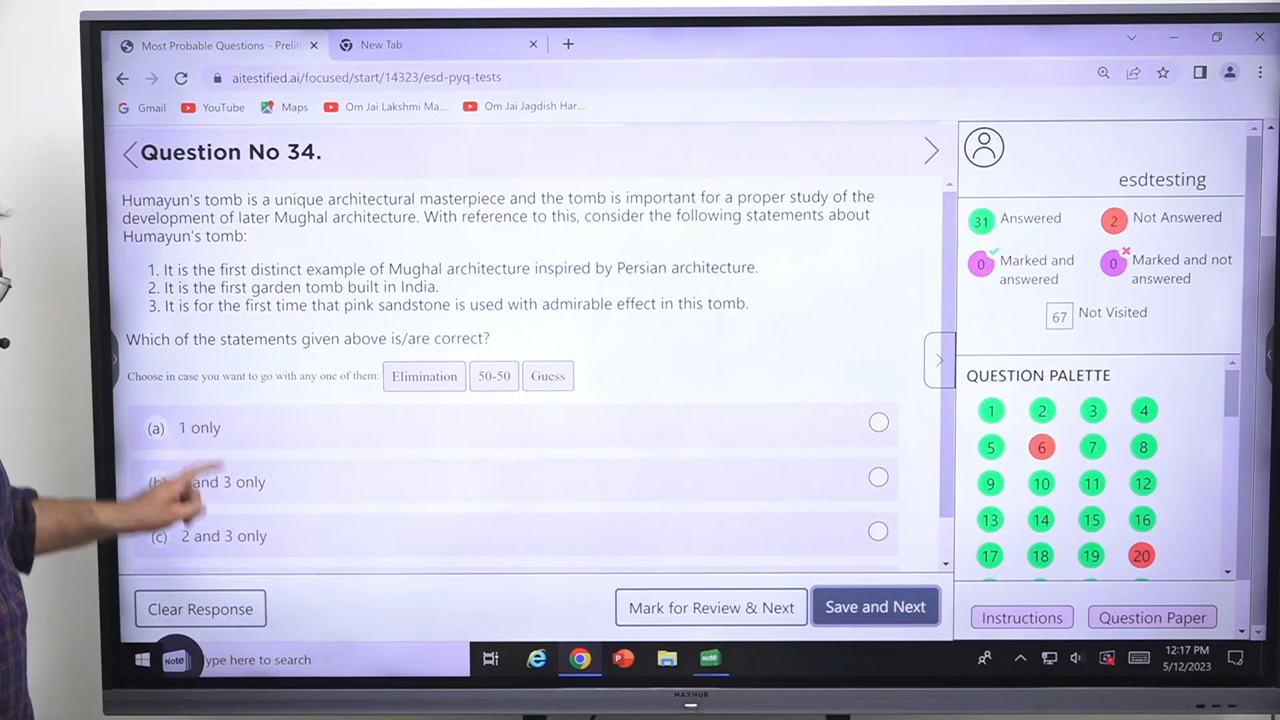 Most Probable Questions - Prelin
New Tab
aitestified.ai/focused/start/14323/esd-pyq-tests
Gmail YouTube Maps Om Jai Lakshmi Ma... Om Jai Jagdish Har...
Question No 34.
Humayun's tomb is a unique architectural masterpiece and the tomb is important for a proper study of the
development of later Mughal architecture. With reference to this, consider the following statements about
Humayun's tomb:
1. It is the first distinct example of Mughal architecture inspired by Persian architecture.
2. It is the first garden tomb built in India.
3. It is for the first time that pink sandstone is used with admirable effect in this tomb.
Which of the statements given above is/are correct?
Choose in case you want to go with any one of them: Elimination 50-50 Guess
(a) 1 only
and 3 only
(c) 2 and 3 only
Clear Response
Mark for Review & Next
Save and Next
esdtesting
31 Answered
2 Not Answered
0 Marked and answered
0 Marked and not answered
67 Not Visited
QUESTION PALETTE
1 2 3 4
5 6 7 8
9 10 11 12
13 14 15 16
17 18 19 20
Instructions
Question Paper
Note
ype here to search
Note
12:17 PM
5/12/2023
MAXHUB